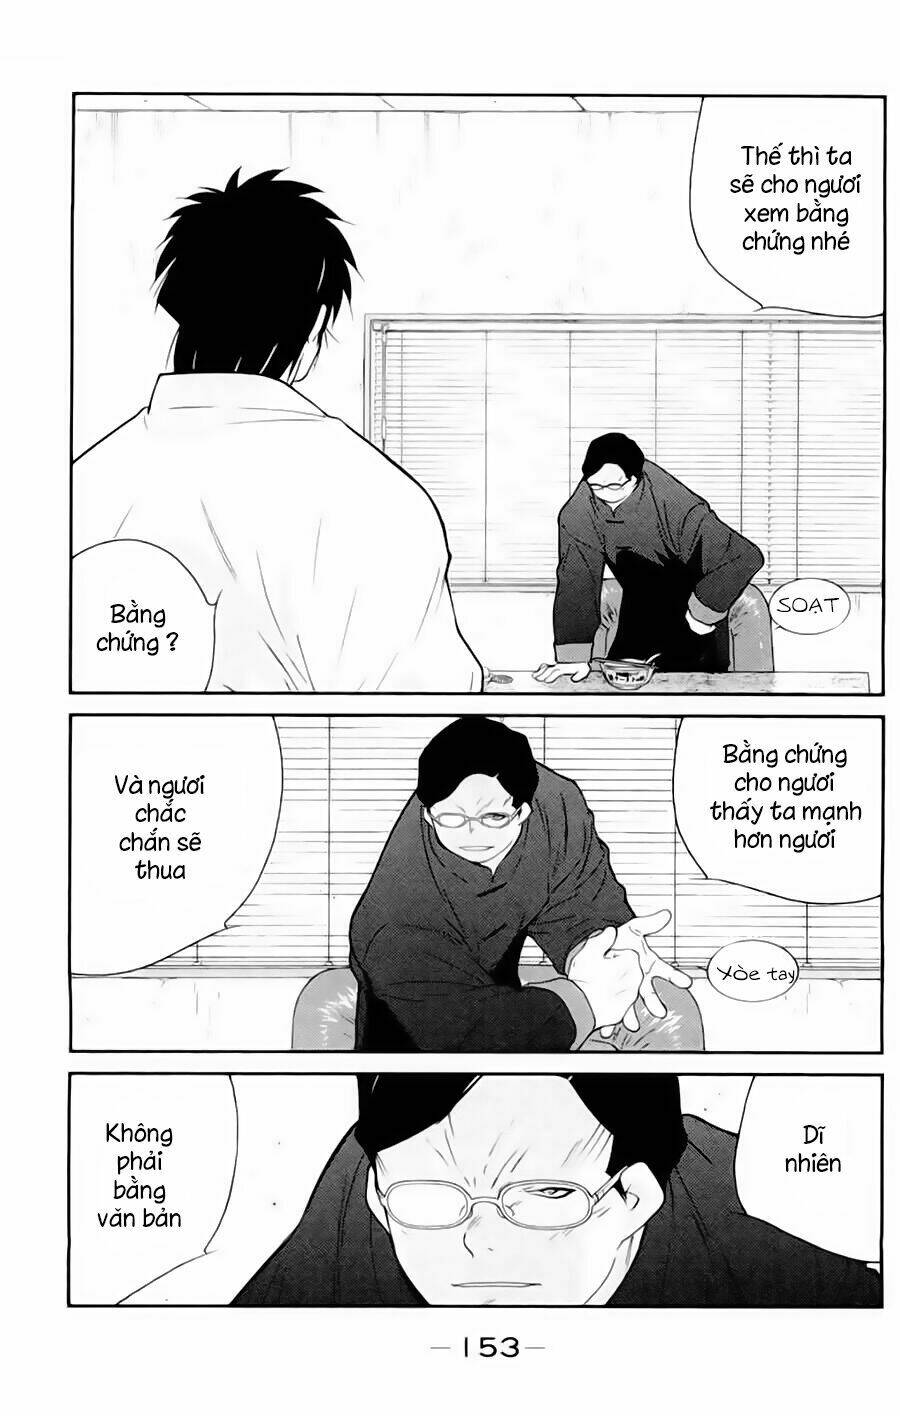 Thế thì ta
sẽ cho ngươi
xem bằng
chứng nhé
SOẠT
Bằng
chứng ?
Bằng chứng
cho ngươi
thấy ta mạnh
hơn ngươi
Và ngươi
chắc
chắn sẽ
thua
Xòe tay
Dĩ
nhiên
Không
phải
bằng
văn bản
— 153 —